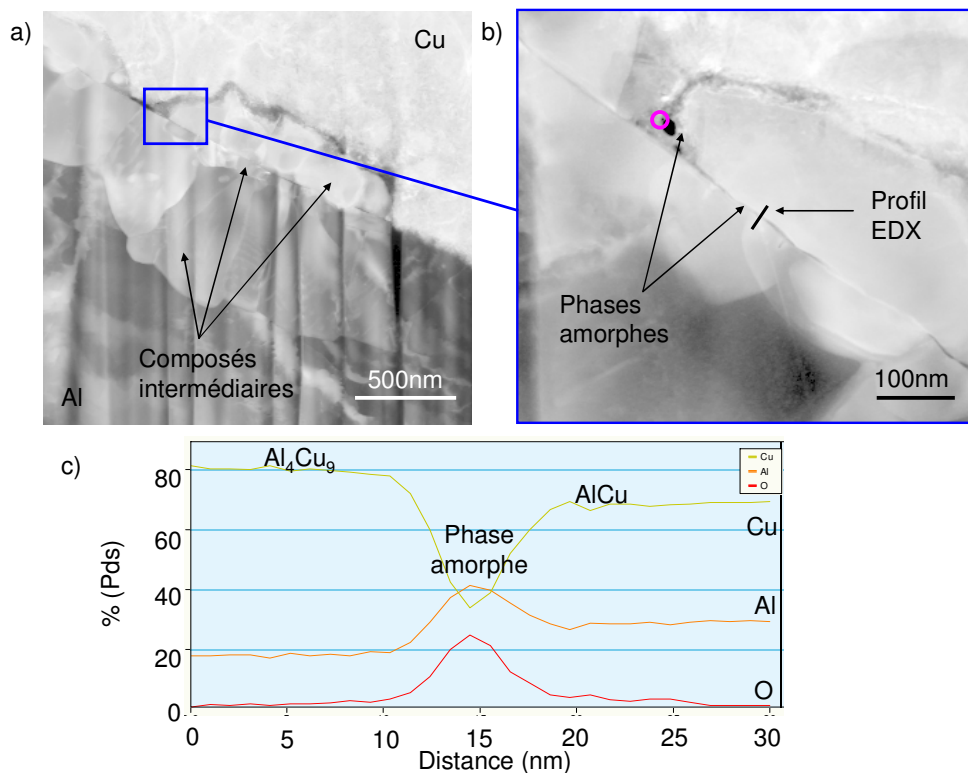 a)
Cu
Composés
intermédiaires
Al
500nm
b)
Profil
EDX
Phases
amorphes
100nm
c)
Al₄Cu₉
AlCu
Phase
amorphe
Cu
Al
O
Cu
Al
O
% (Pds)
80
60
40
20
0
0 5 10 15 20 25 30
Distance (nm)